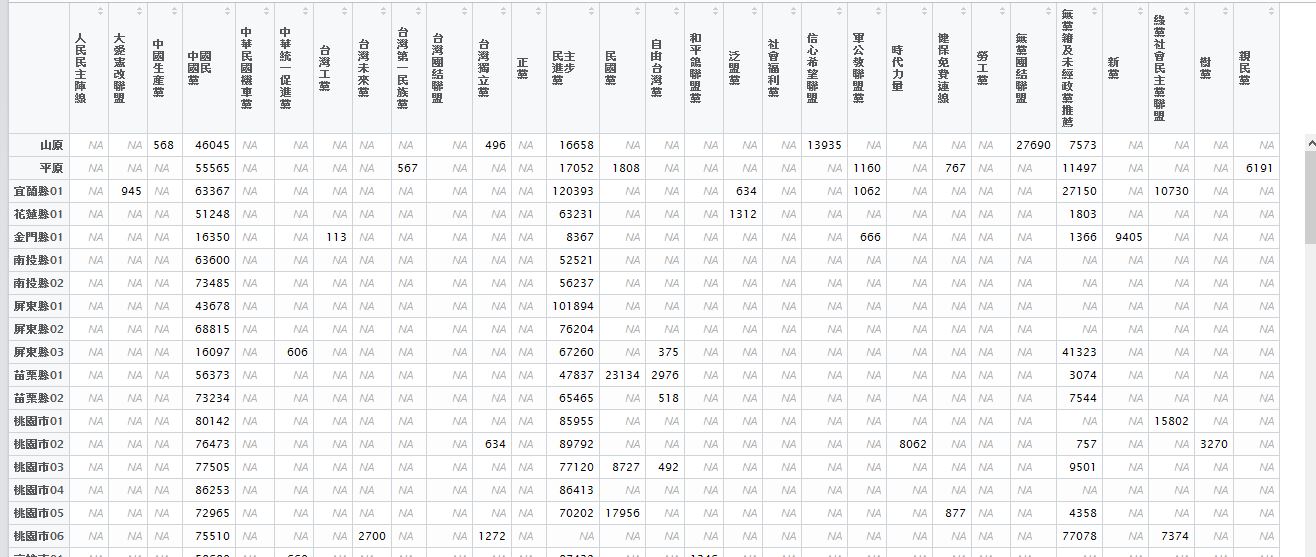 人民民主陣線 大愛憲改聯盟 中國生產黨 中國國民黨 中華民國機車黨 中華統一促進黨 台灣工黨 台灣未來黨 台灣第一民族黨 台灣團結聯盟 台灣獨立黨 正黨 民主進步黨 民國黨 自由台灣黨 和平鴿聯盟黨 泛盟黨 社會福利黨 信心希望聯盟 軍公教聯盟黨 時代力量 健保免費連線 勞工黨 無黨團結聯盟 無黨籍及未經政黨推薦 新黨 綠黨社會民主黨聯盟 樹黨 親民黨
山原 NA NA 568 46045 NA NA NA NA NA NA 496 NA 16658 NA NA NA NA NA 13935 NA NA NA NA 27690 7573 NA NA NA NA
平原 NA NA NA 55565 NA NA NA NA 567 NA NA NA 17052 1808 NA NA NA NA NA 1160 NA 767 NA NA 11497 NA NA NA 6191
宜蘭縣01 NA 945 NA 63367 NA NA NA NA NA NA NA NA 120393 NA NA NA 634 NA NA 1062 NA NA NA NA 27150 NA 10730 NA NA
花蓮縣01 NA NA NA 51248 NA NA NA NA NA NA NA NA 63231 NA NA NA 1312 NA NA NA NA NA NA NA 1803 NA NA NA NA
金門縣01 NA NA NA 16350 NA NA 113 NA NA NA NA NA 8367 NA NA NA NA NA NA 666 NA NA NA NA 1366 9405 NA NA NA
南投縣01 NA NA NA 63600 NA NA NA NA NA NA NA NA 52521 NA NA NA NA NA NA NA NA NA NA NA NA NA NA NA NA
南投縣02 NA NA NA 73485 NA NA NA NA NA NA NA NA 56237 NA NA NA NA NA NA NA NA NA NA NA NA NA NA NA NA
屏東縣01 NA NA NA 43678 NA NA NA NA NA NA NA NA 101894 NA NA NA NA NA NA NA NA NA NA NA NA NA NA NA NA
屏東縣02 NA NA NA 68815 NA NA NA NA NA NA NA NA 76204 NA NA NA NA NA NA NA NA NA NA NA NA NA NA NA NA
屏東縣03 NA NA NA 16097 NA 606 NA NA NA NA NA NA 67260 NA 375 NA NA NA NA NA NA NA NA NA 41323 NA NA NA NA
苗栗縣01 NA NA NA 56373 NA NA NA NA NA NA NA NA 47837 23134 2976 NA NA NA NA NA NA NA NA NA 3074 NA NA NA NA
苗栗縣02 NA NA NA 73234 NA NA NA NA NA NA NA NA 65465 NA 518 NA NA NA NA NA NA NA NA NA 7544 NA NA NA NA
桃園市01 NA NA NA 80142 NA NA NA NA NA NA NA NA 85955 NA NA NA NA NA NA NA NA NA NA NA NA NA 15802 NA NA
桃園市02 NA NA NA 76473 NA NA NA NA NA NA 634 NA 89792 NA NA NA NA NA NA NA 8062 NA NA NA 757 NA NA 3270 NA
桃園市03 NA NA NA 77505 NA NA NA NA NA NA NA NA 77120 8727 492 NA NA NA NA NA NA NA NA NA 9501 NA NA NA NA
桃園市04 NA NA NA 86253 NA NA NA NA NA NA NA NA 86413 NA NA NA NA NA NA NA NA NA NA NA NA NA NA NA NA
桃園市05 NA NA NA 72965 NA NA NA NA NA NA NA NA 70202 17956 NA NA NA NA NA NA NA 877 NA NA 4358 NA NA NA NA
桃園市06 NA NA NA 75510 NA NA NA 2700 NA NA 1272 NA NA NA NA NA NA NA NA NA NA NA NA NA 77078 NA 7374 NA NA